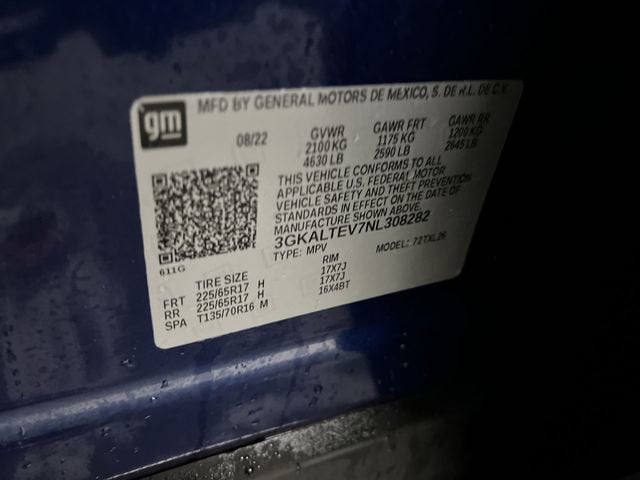 gm
MFD BY GENERAL MOTORS DE MEXICO, S. DE R.L. DE C.V.
08/22 GVWR GAWR FRT GAWR RR
2100 KG 1175 KG 1200 KG
4630 LB 2590 LB 2645 LB
THIS VEHICLE CONFORMS TO ALL
APPLICABLE U.S. FEDERAL MOTOR
VEHICLE SAFETY AND THEFT PREVENTION
STANDARDS IN EFFECT ON THE DATE OF
MANUFACTURE SHOWN ABOVE.
3GKALTEV7NL308282
TYPE: MPV MODEL: 72TXL26
611G
TIRE SIZE RIM
FRT 225/65R17 H 17X7J
RR 225/65R17 H 17X7J
SPA T135/70R16 M 16X4BT